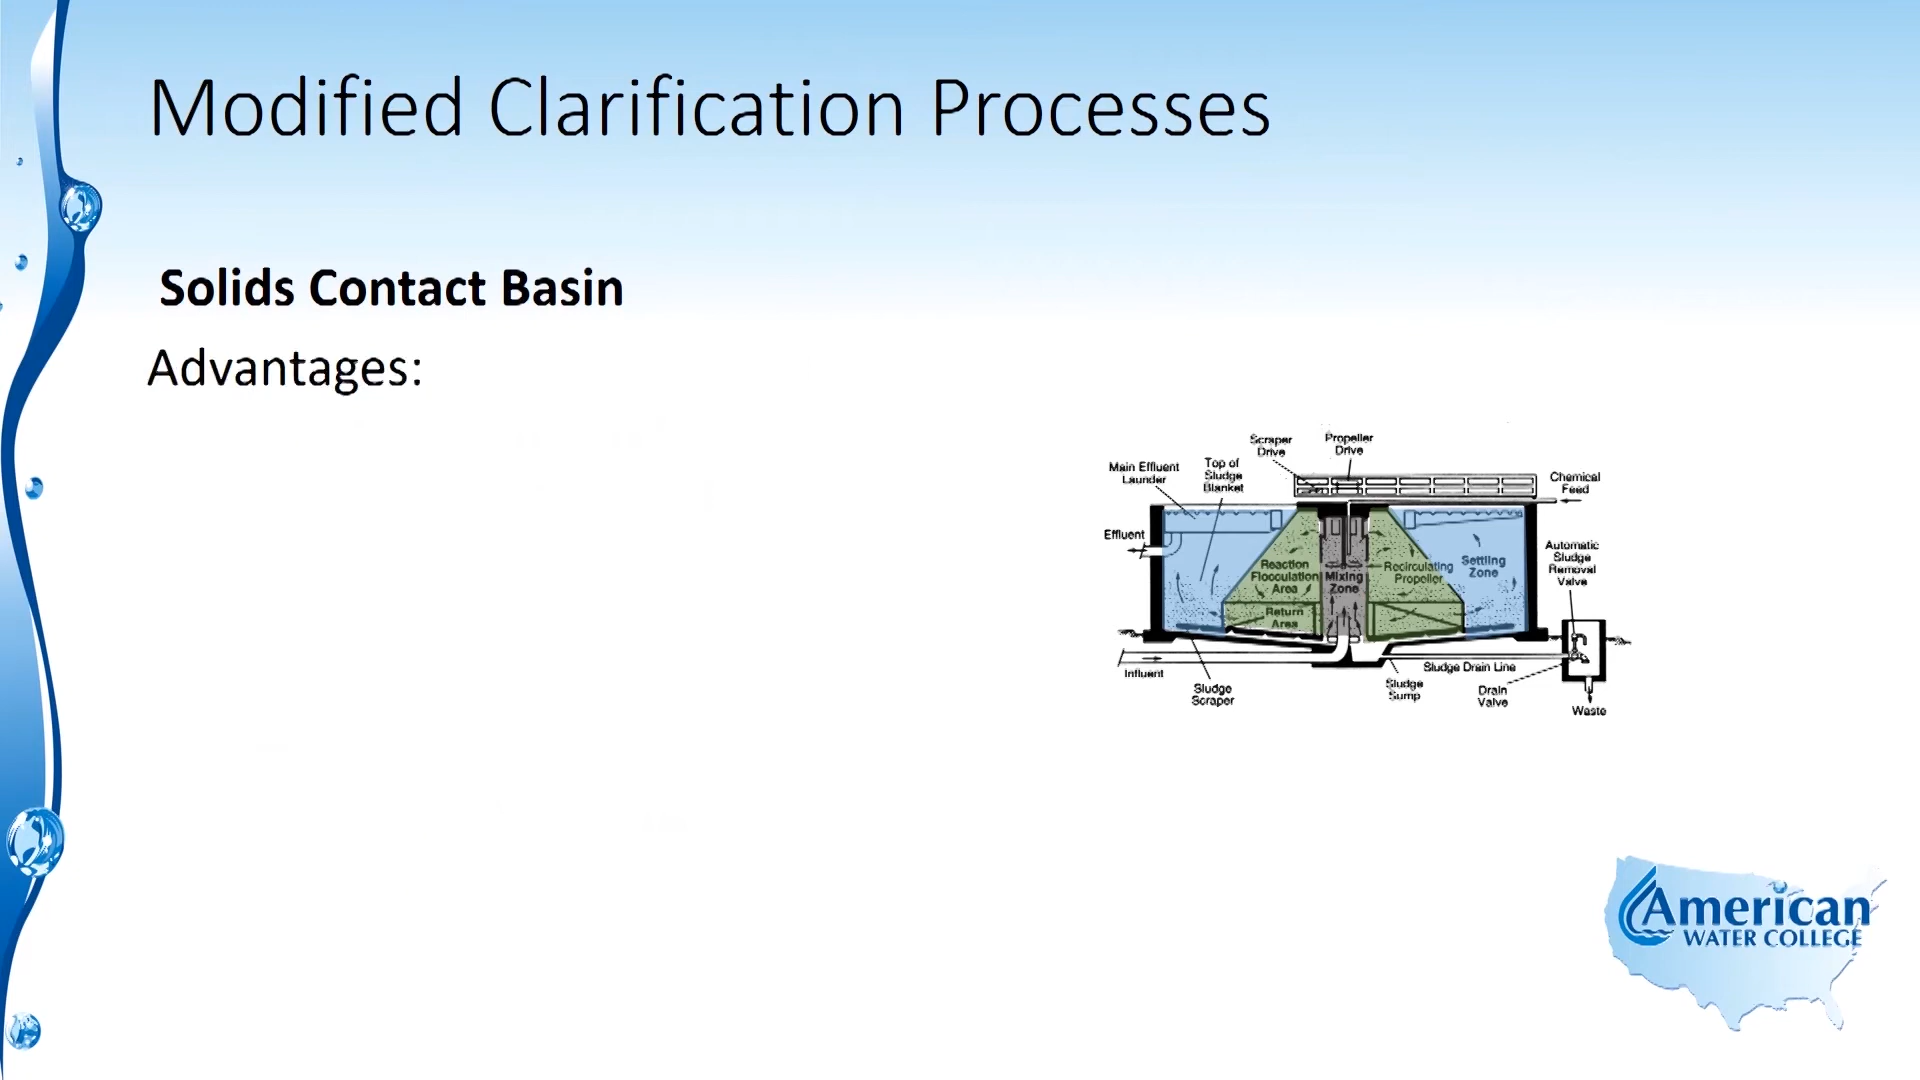 Modified Clarification Processes
Solids Contact Basin
Advantages:
Scraper
Drive
Propeller
Drive
Main Effluent
Launder
Top of
Sludge
Blanket
Chemical
Feed
Effluent
Automatic
Sludge
Removal
Valve
Reaction
Flocculation
Area
Mixing
Zone
Recirculating
Propeller
Settling
Zone
Return
Area
Influent
Sludge
Scraper
Sludge Drain Line
Sludge
Sump
Drain
Valve
Waste
American
WATER COLLEGE